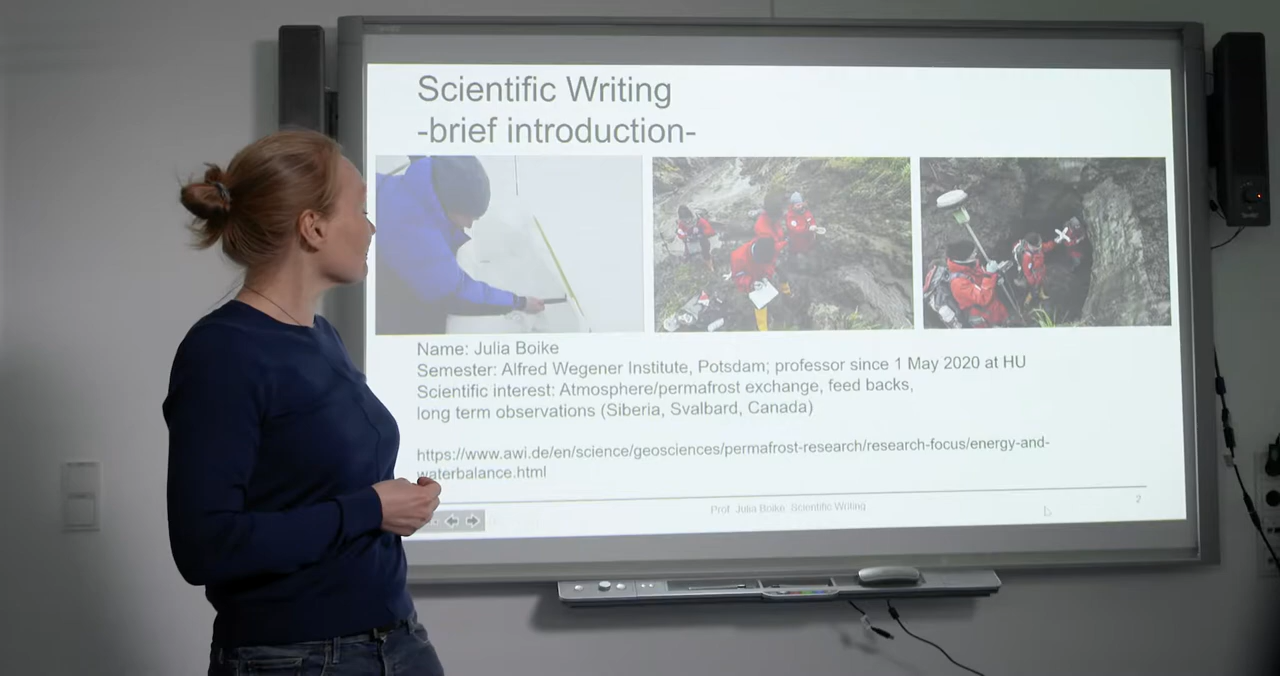 Scientific Writing
-brief introduction-
Name: Julia Boike
Semester: Alfred Wegener Institute, Potsdam; professor since 1 May 2020 at HU
Scientific interest: Atmosphere/permafrost exchange, feed backs,
long term observations (Siberia, Svalbard, Canada)
https://www.awi.de/en/science/geosciences/permafrost-research/research-focus/energy-and-
waterbalance.html
Prof. Julia Boike, Scientific Writing
2